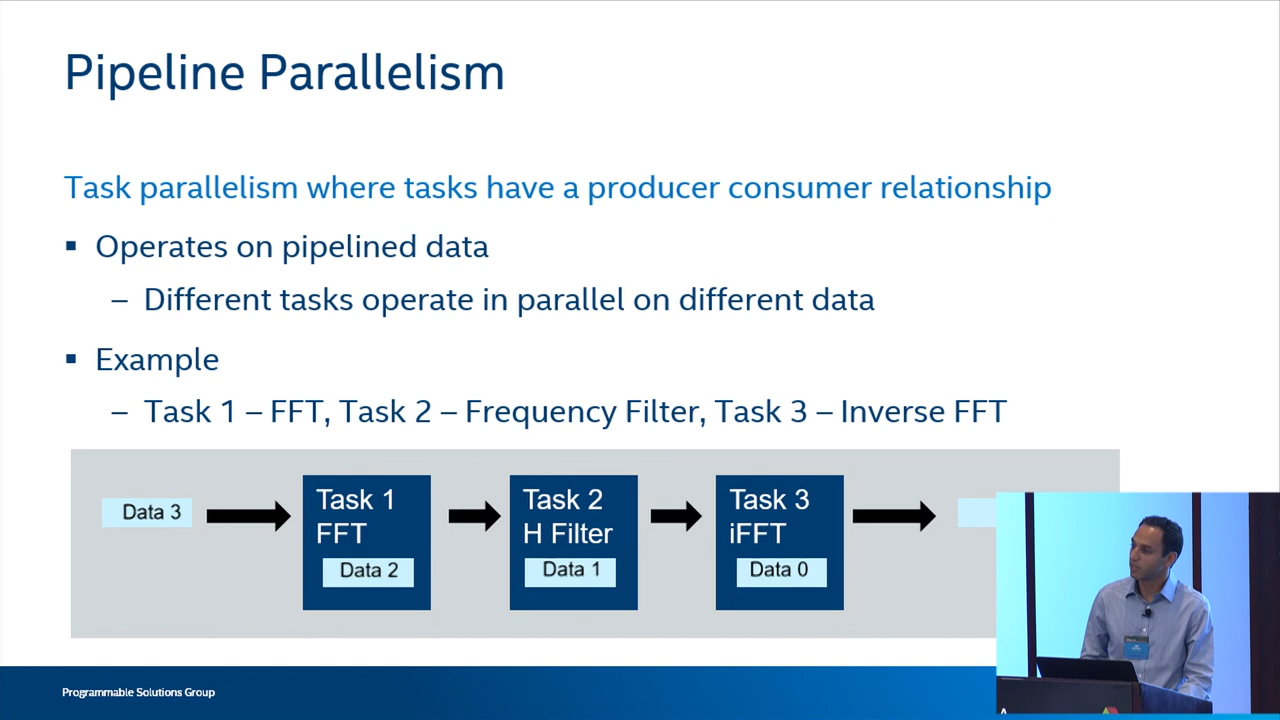 Pipeline Parallelism
Task parallelism where tasks have a producer consumer relationship
▪ Operates on pipelined data
– Different tasks operate in parallel on different data
▪ Example
– Task 1 – FFT, Task 2 – Frequency Filter, Task 3 – Inverse FFT
Data 3
Task 1
FFT
Data 2
Task 2
H Filter
Data 1
Task 3
iFFT
Data 0
Programmable Solutions Group